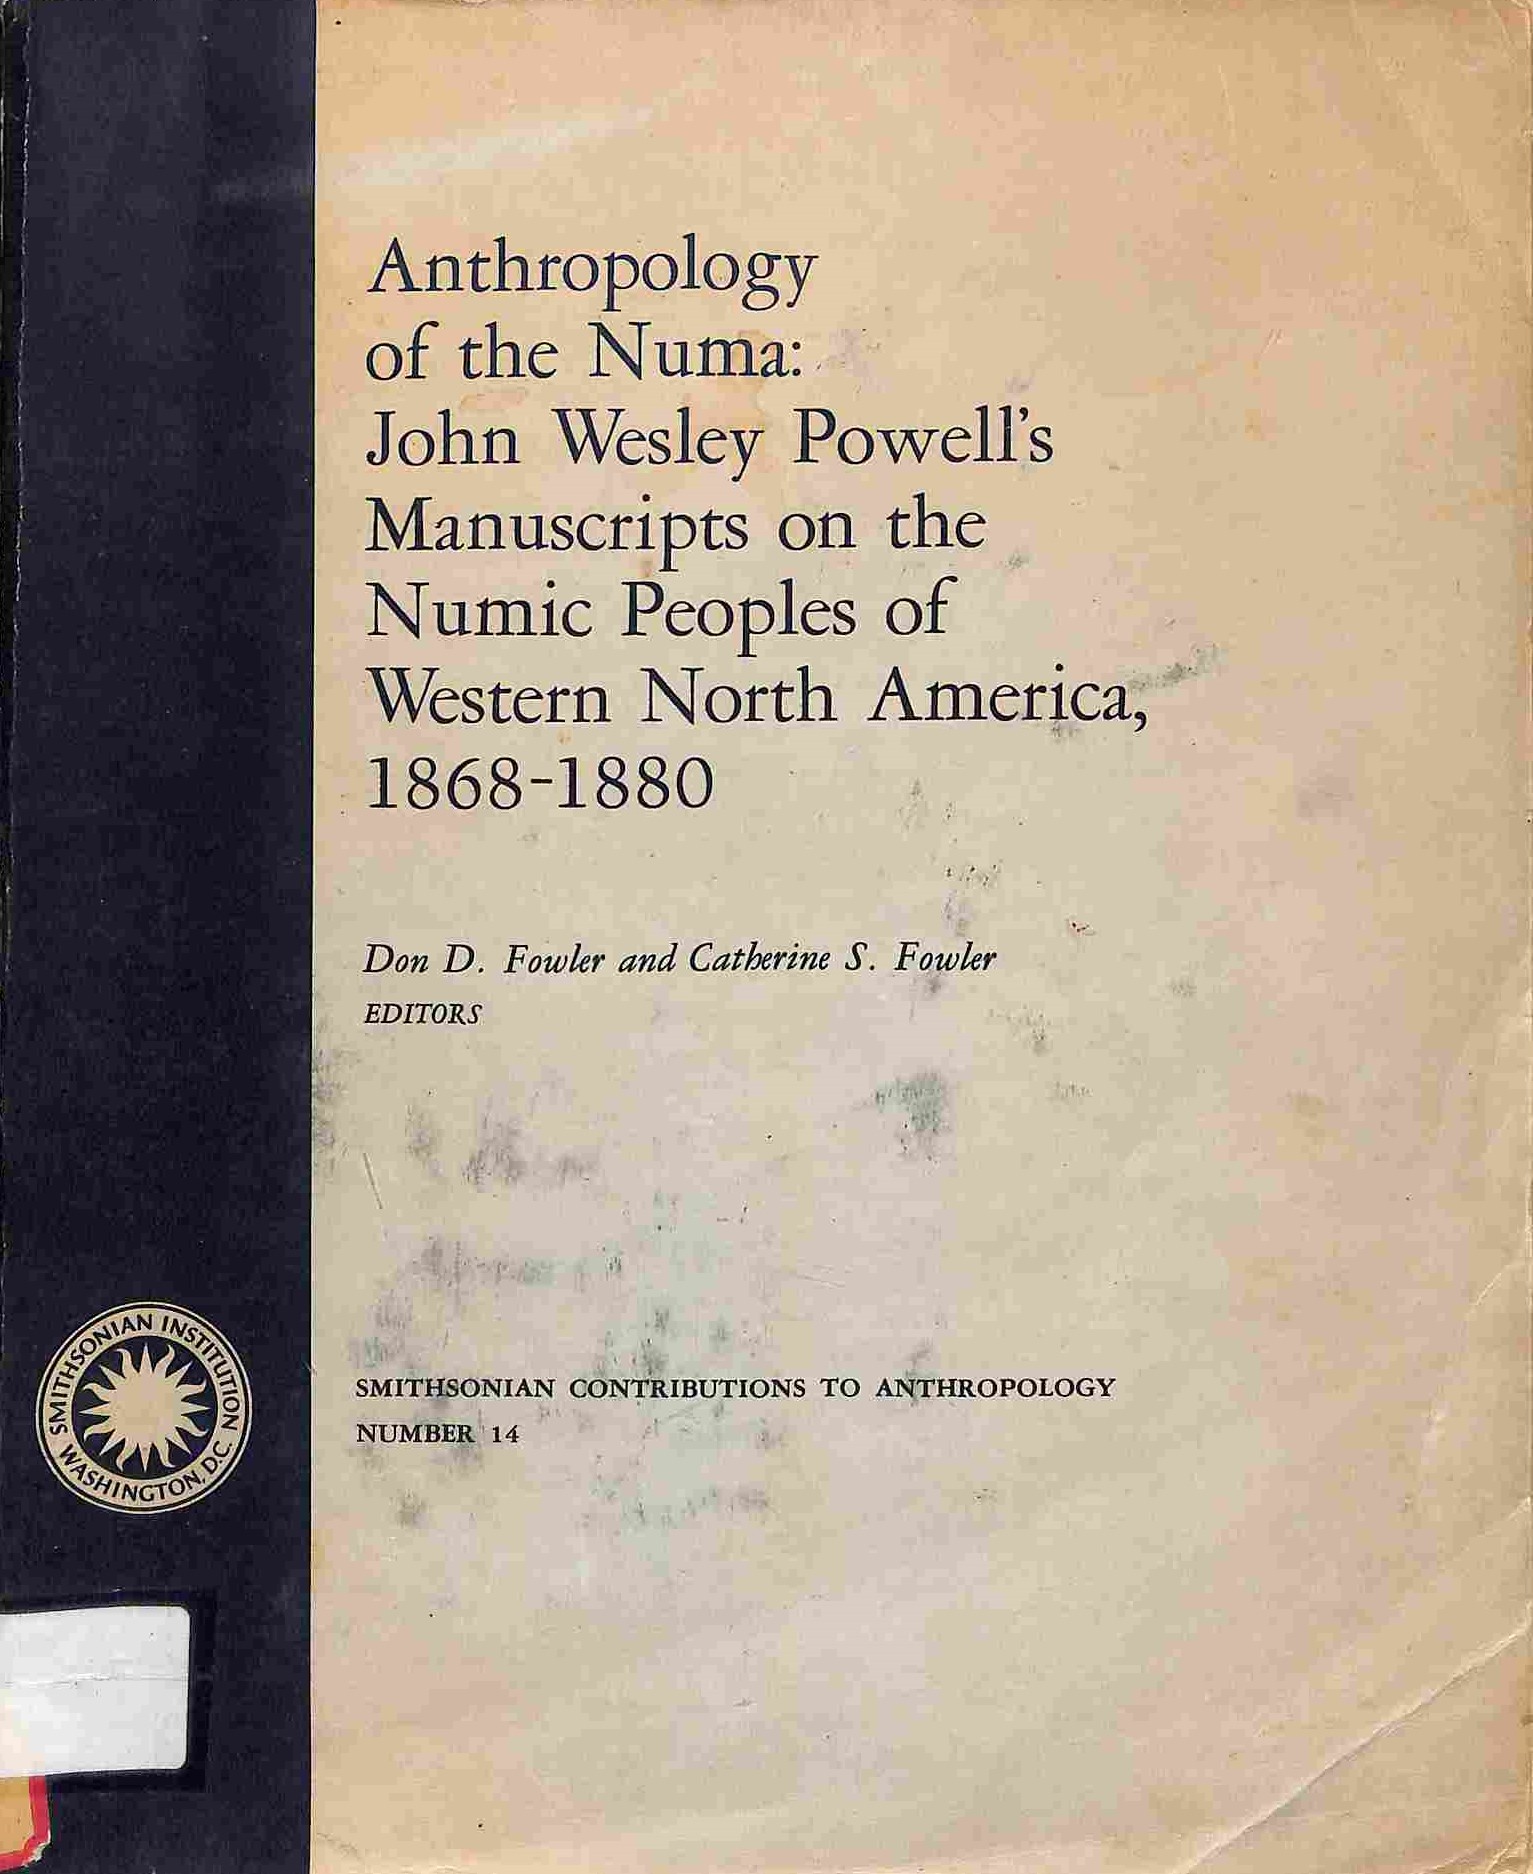 Anthropology
of the Numa:
John Wesley Powell's
Manuscripts on the
Numic Peoples of
Western North America,
1868-1880
Don D. Fowler and Catherine S. Fowler
EDITORS
SMITHSONIAN INSTITUTION
WASHINGTON, D.C.
SMITHSONIAN CONTRIBUTIONS TO ANTHROPOLOGY
NUMBER 14